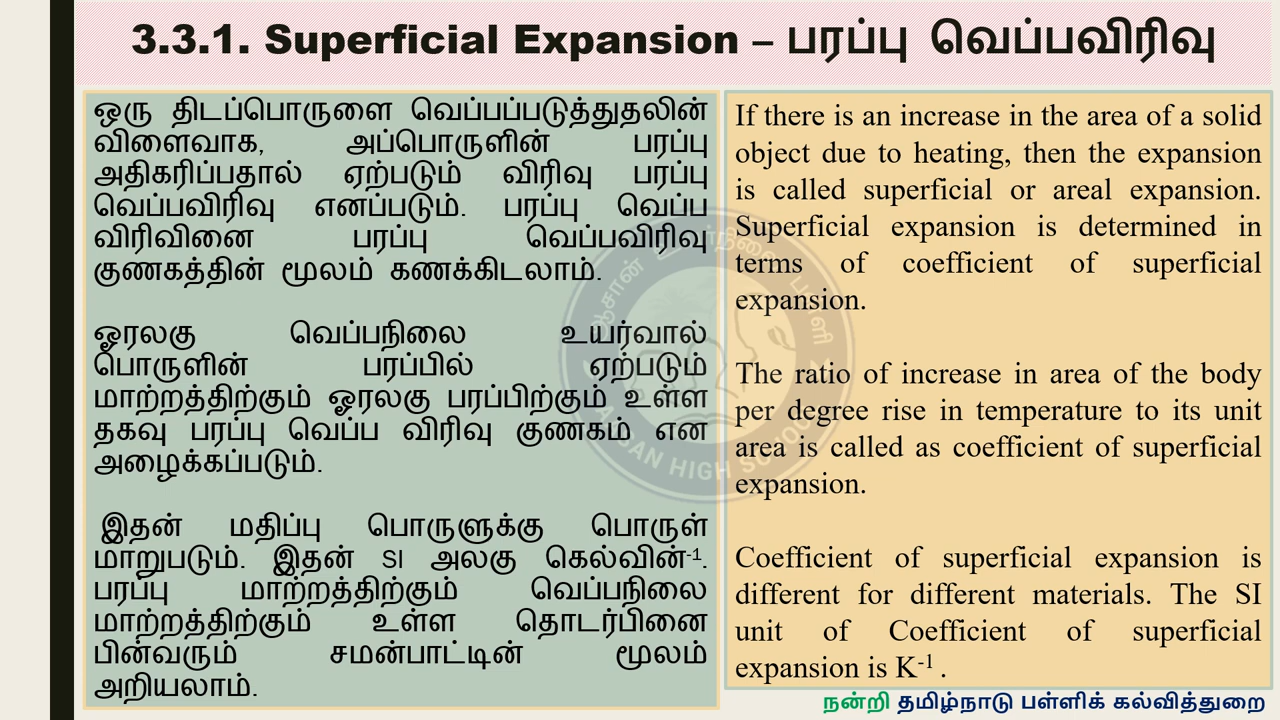 3.3.1. Superficial Expansion – பரப்பு வெப்பவிரிவு
ஒரு திடப்பொருளை வெப்பப்படுத்துதலின்
விளைவாக, அப்பொருளின் பரப்பு
அதிகரிப்பதால் ஏற்படும் விரிவு பரப்பு
வெப்பவிரிவு எனப்படும். பரப்பு வெப்ப
விரிவினை பரப்பு வெப்பவிரிவு
குணகத்தின் மூலம் கணக்கிடலாம்.
ஓரலகு வெப்பநிலை உயர்வால்
பொருளின் பரப்பில் ஏற்படும்
மாற்றத்திற்கும் ஓரலகு பரப்பிற்கும் உள்ள
தகவு பரப்பு வெப்ப விரிவு குணகம் என
அழைக்கப்படும்.
இதன் மதிப்பு பொருளுக்கு பொருள்
மாறுபடும். இதன் SI அலகு கெல்வின்⁻¹.
பரப்பு மாற்றத்திற்கும் வெப்பநிலை
மாற்றத்திற்கும் உள்ள தொடர்பினை
பின்வரும் சமன்பாட்டின் மூலம்
அறியலாம்.
If there is an increase in the area of a solid
object due to heating, then the expansion
is called superficial or areal expansion.
Superficial expansion is determined in
terms of coefficient of superficial
expansion.
The ratio of increase in area of the body
per degree rise in temperature to its unit
area is called as coefficient of superficial
expansion.
Coefficient of superficial expansion is
different for different materials. The SI
unit of Coefficient of superficial
expansion is K⁻¹ .
நன்றி தமிழ்நாடு பள்ளிக் கல்வித்துறை